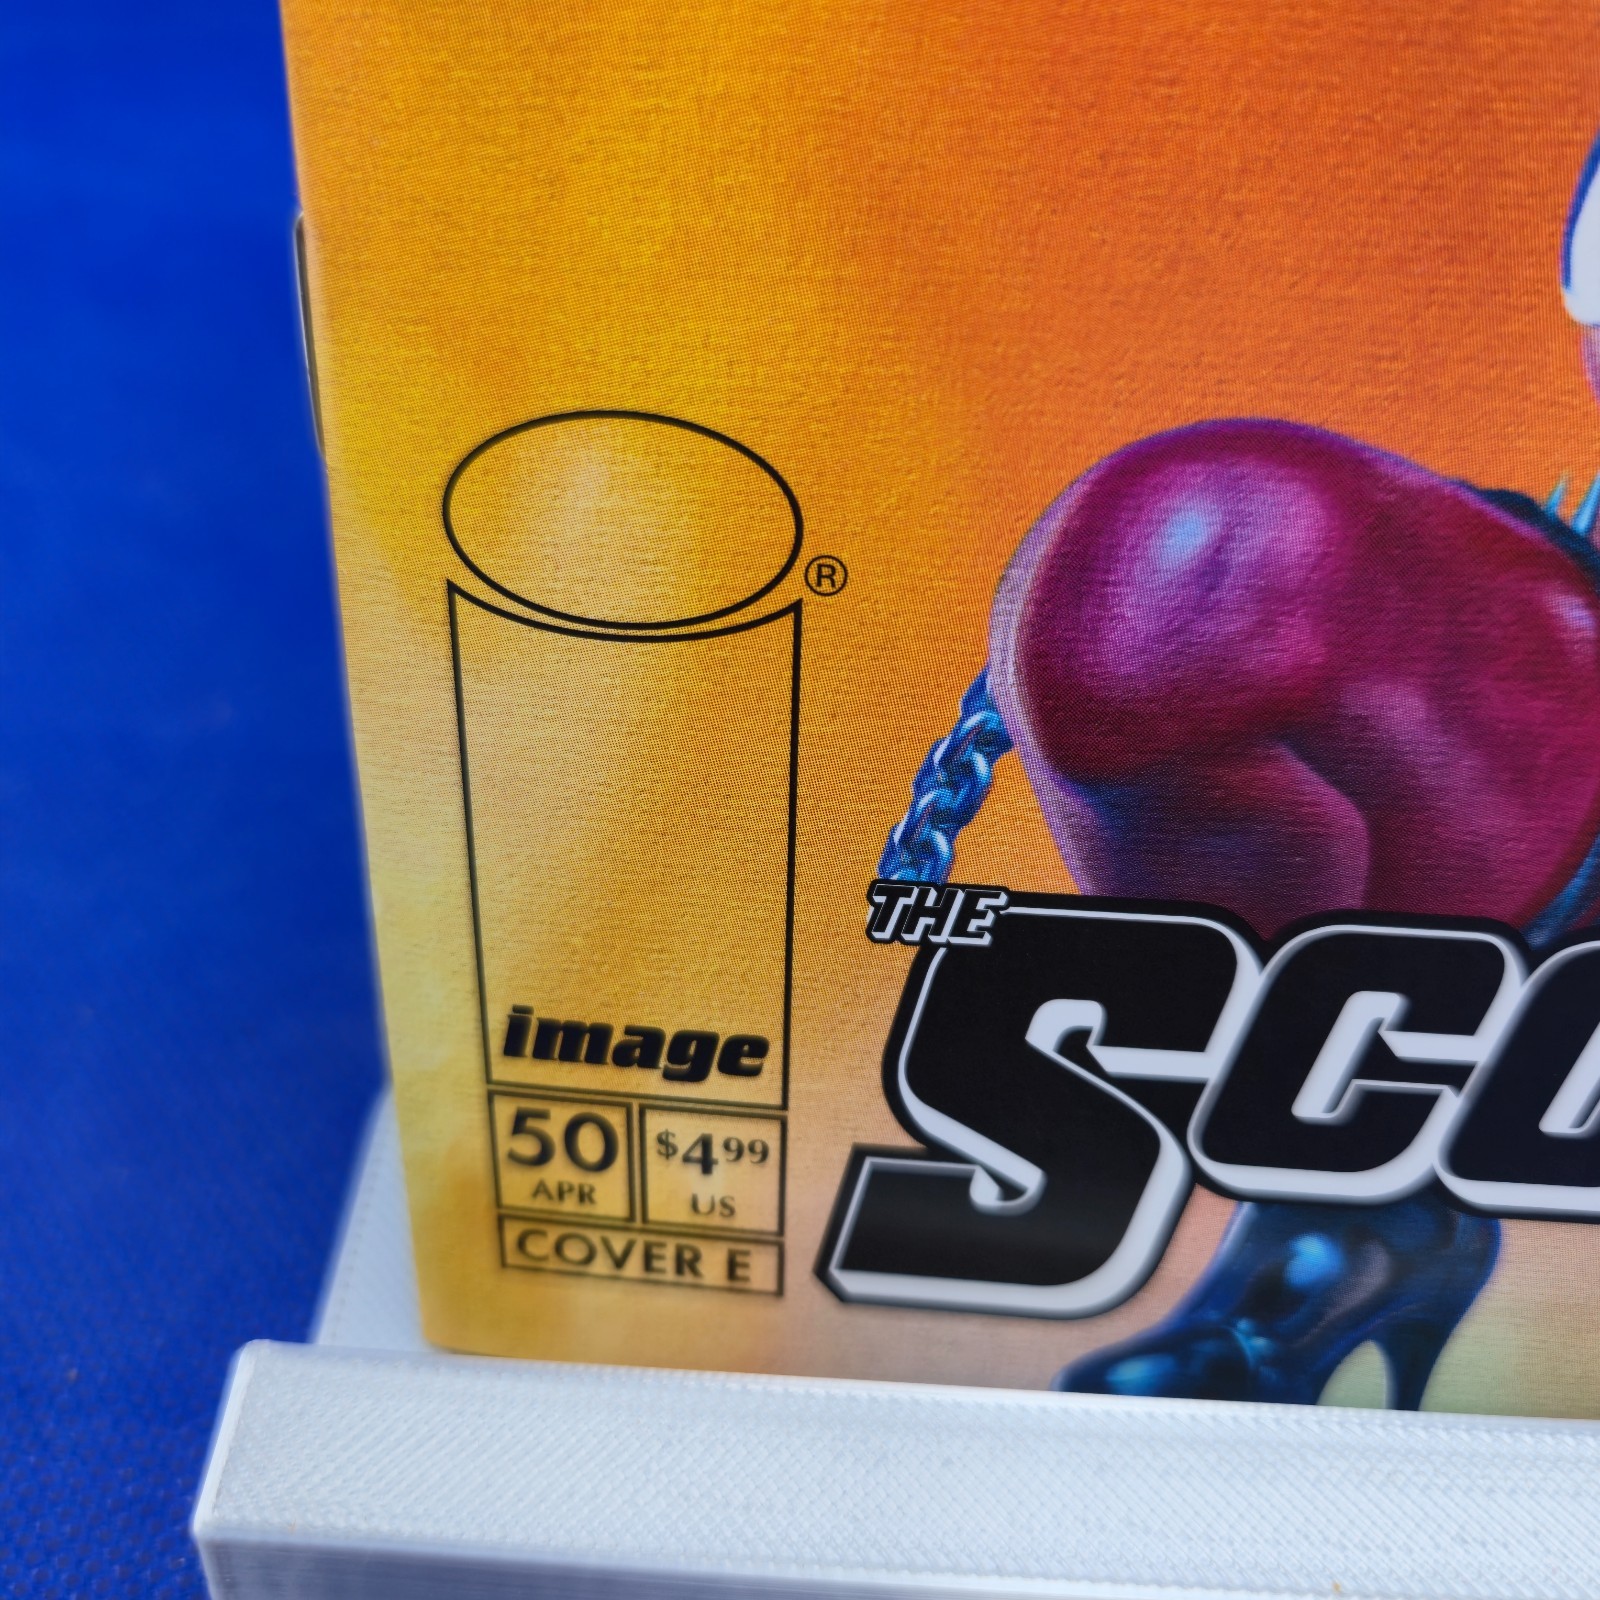 ®
image
50
APR
$4.99
US
COVER E
THE
SCO